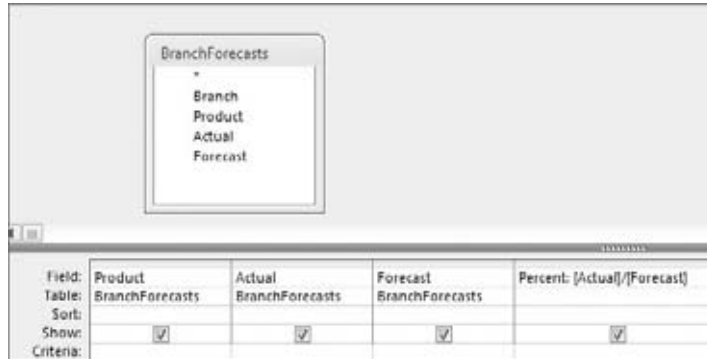 BranchForecasts
*
Branch
Product
Actual
Forecast
Field: Product Actual Forecast Percent: [Actual]/[Forecast]
Table: BranchForecasts BranchForecasts BranchForecasts
Sort:
Show:
Criteria: